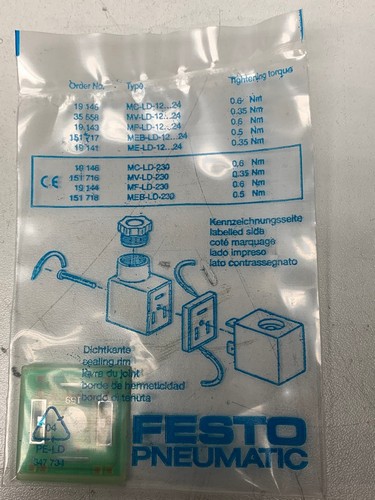 Order No. Type Tightening torque
19 145 MC-LD-12...24 0.6 Nm
35 658 MV-LD-12...24 0.35 Nm
19 143 MF-LD-12...24 0.6 Nm
151 717 MEB-LD-12...24 0.5 Nm
19 141 ME-LD-12...24 0.35 Nm
CE
19 146 MC-LD-230 0.6 Nm
151 716 MV-LD-230 0.35 Nm
19 144 MF-LD-230 0.6 Nm
151 718 MEB-LD-230 0.5 Nm
Kennzeichnungsseite
labelled side
coté marquage
lado impreso
lato contrassegnato
Dichtkante
sealing rim
du joint
borde de hermeticidad
bordo
04
PE-LD
FESTO
PNEUMATIC